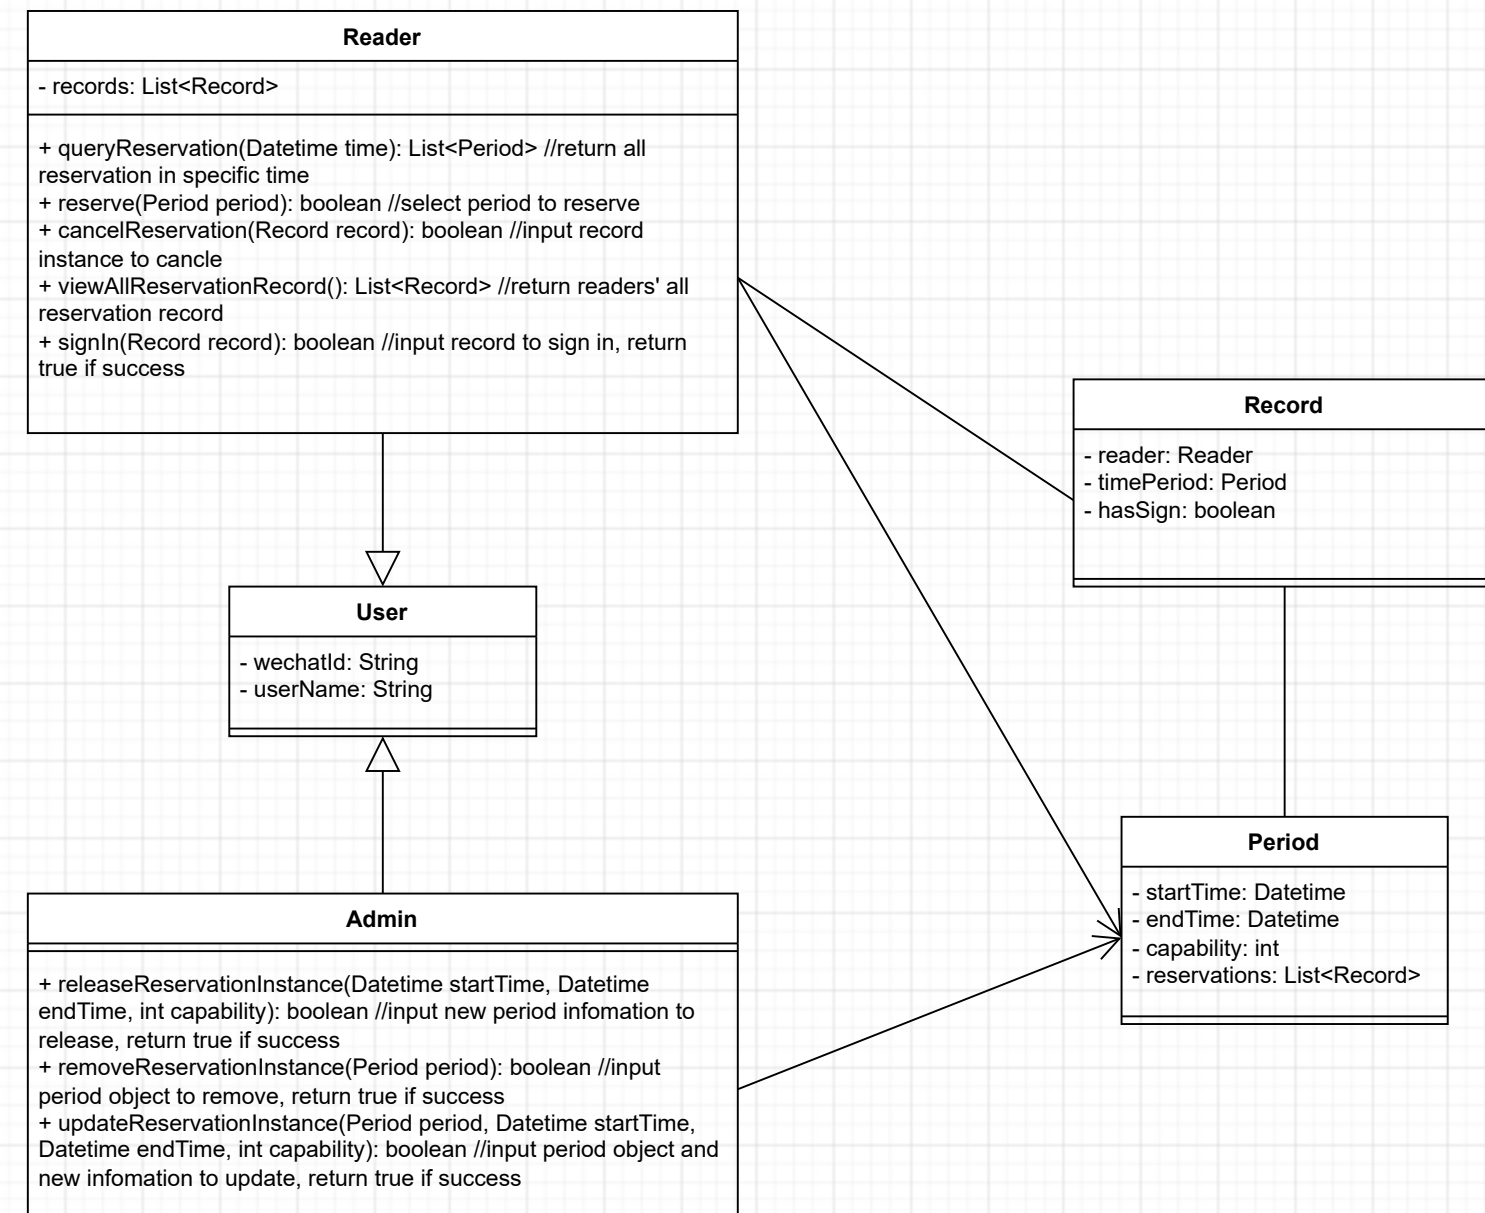 Reader
- records: List<Record>
+ queryReservation(Datetime time): List<Period> //return all
reservation in specific time
+ reserve(Period period): boolean //select period to reserve
+ cancelReservation(Record record): boolean //input record
instance to cancle
+ viewAllReservationRecord(): List<Record> //return readers' all
reservation record
+ signIn(Record record): boolean //input record to sign in, return
true if success
Record
- reader: Reader
- timePeriod: Period
- hasSign: boolean
User
- wechatId: String
- userName: String
Period
- startTime: Datetime
- endTime: Datetime
- capability: int
- reservations: List<Record>
Admin
+ releaseReservationInstance(Datetime startTime, Datetime
endTime, int capability): boolean //input new period infomation to
release, return true if success
+ removeReservationInstance(Period period): boolean //input
period object to remove, return true if success
+ updateReservationInstance(Period period, Datetime startTime,
Datetime endTime, int capability): boolean //input period object and
new infomation to update, return true if success